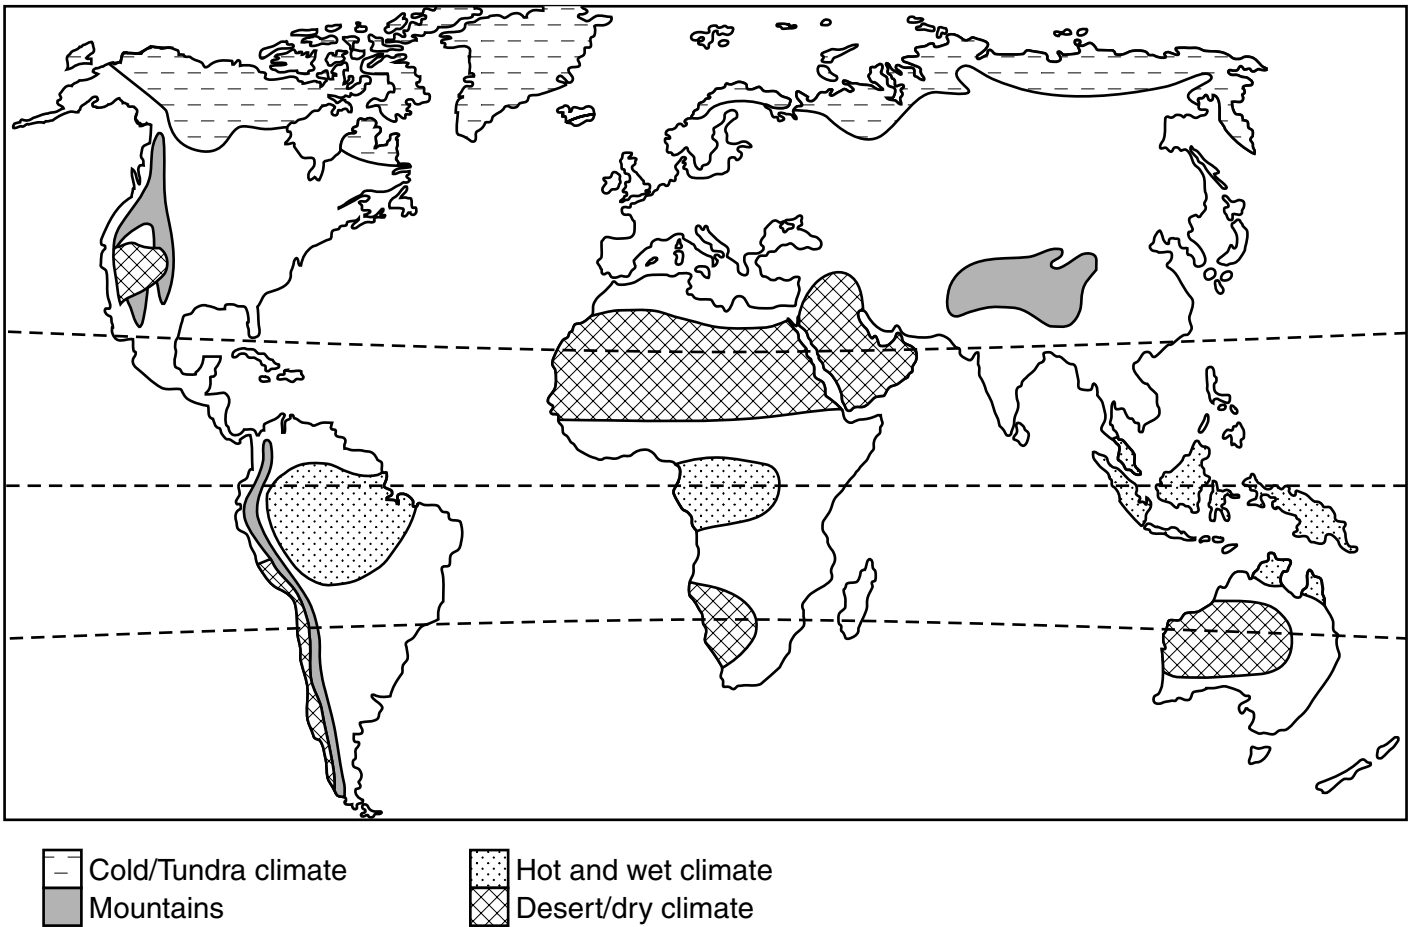 Cold/Tundra climate
Mountains
Hot and wet climate
Desert/dry climate